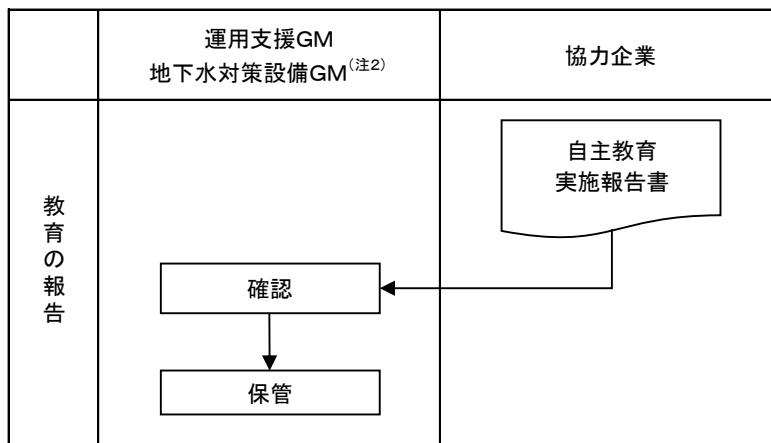 運用支援GM
地下水対策設備GM(注2)
協力企業
教育の報告
自主教育
実施報告書
確認
保管